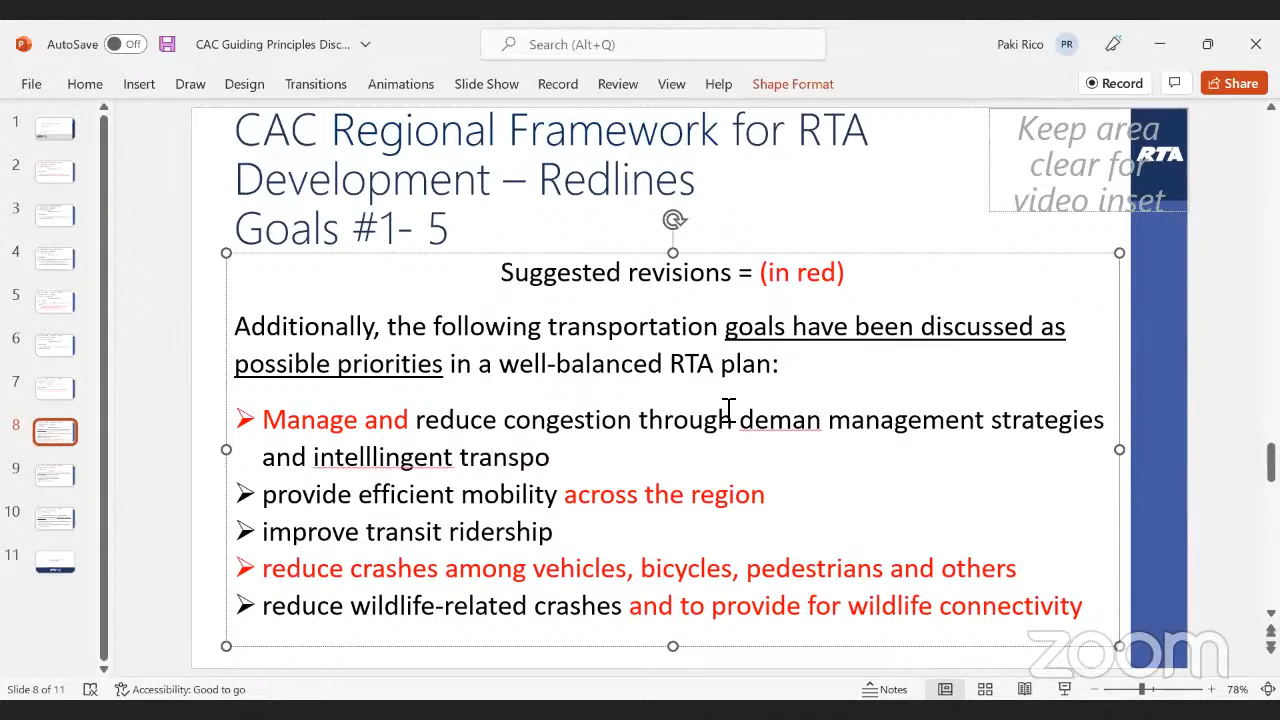 AutoSave Off CAC Guiding Principles Disc... Search (Alt+Q) Paki Rico PR
File Home Insert Draw Design Transitions Animations Slide Show Record Review View Help Shape Format Record Share
1
2
3
4
5
6
7
8
9
10
11
CAC Regional Framework for RTA
Development – Redlines
Goals #1- 5
Keep area
clear for
video inset
RTA
Suggested revisions = (in red)
Additionally, the following transportation goals have been discussed as
possible priorities in a well-balanced RTA plan:
➢ Manage and reduce congestion through deman management strategies
and intelllingent transpo
➢ provide efficient mobility across the region
➢ improve transit ridership
➢ reduce crashes among vehicles, bicycles, pedestrians and others
➢ reduce wildlife-related crashes and to provide for wildlife connectivity
zoom
Slide 8 of 11 Accessibility: Good to go Notes 78%